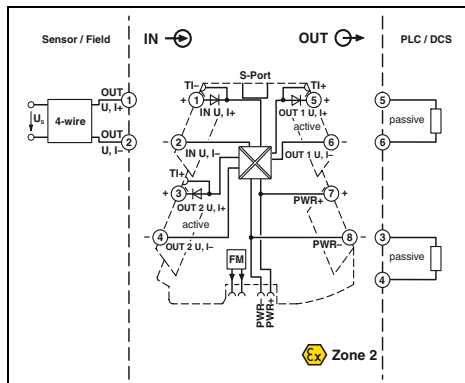 Sensor / Field
IN
OUT
PLC / DCS
S-Port
TI–
TI+
OUT
U, I+
1
+
1
IN U, I+
OUT 1 U, I+
5
+
active
5
passive
Us
4-wire
OUT
U, I–
2
–
2
IN U, I–
OUT 1 U, I–
6
–
6
TI+
+
3
OUT 2 U, I+
active
PWR+
7
+
–
4
OUT 2 U, I–
PWR–
8
–
3
passive
4
FM
PWR–
PWR+
Ex
Zone 2